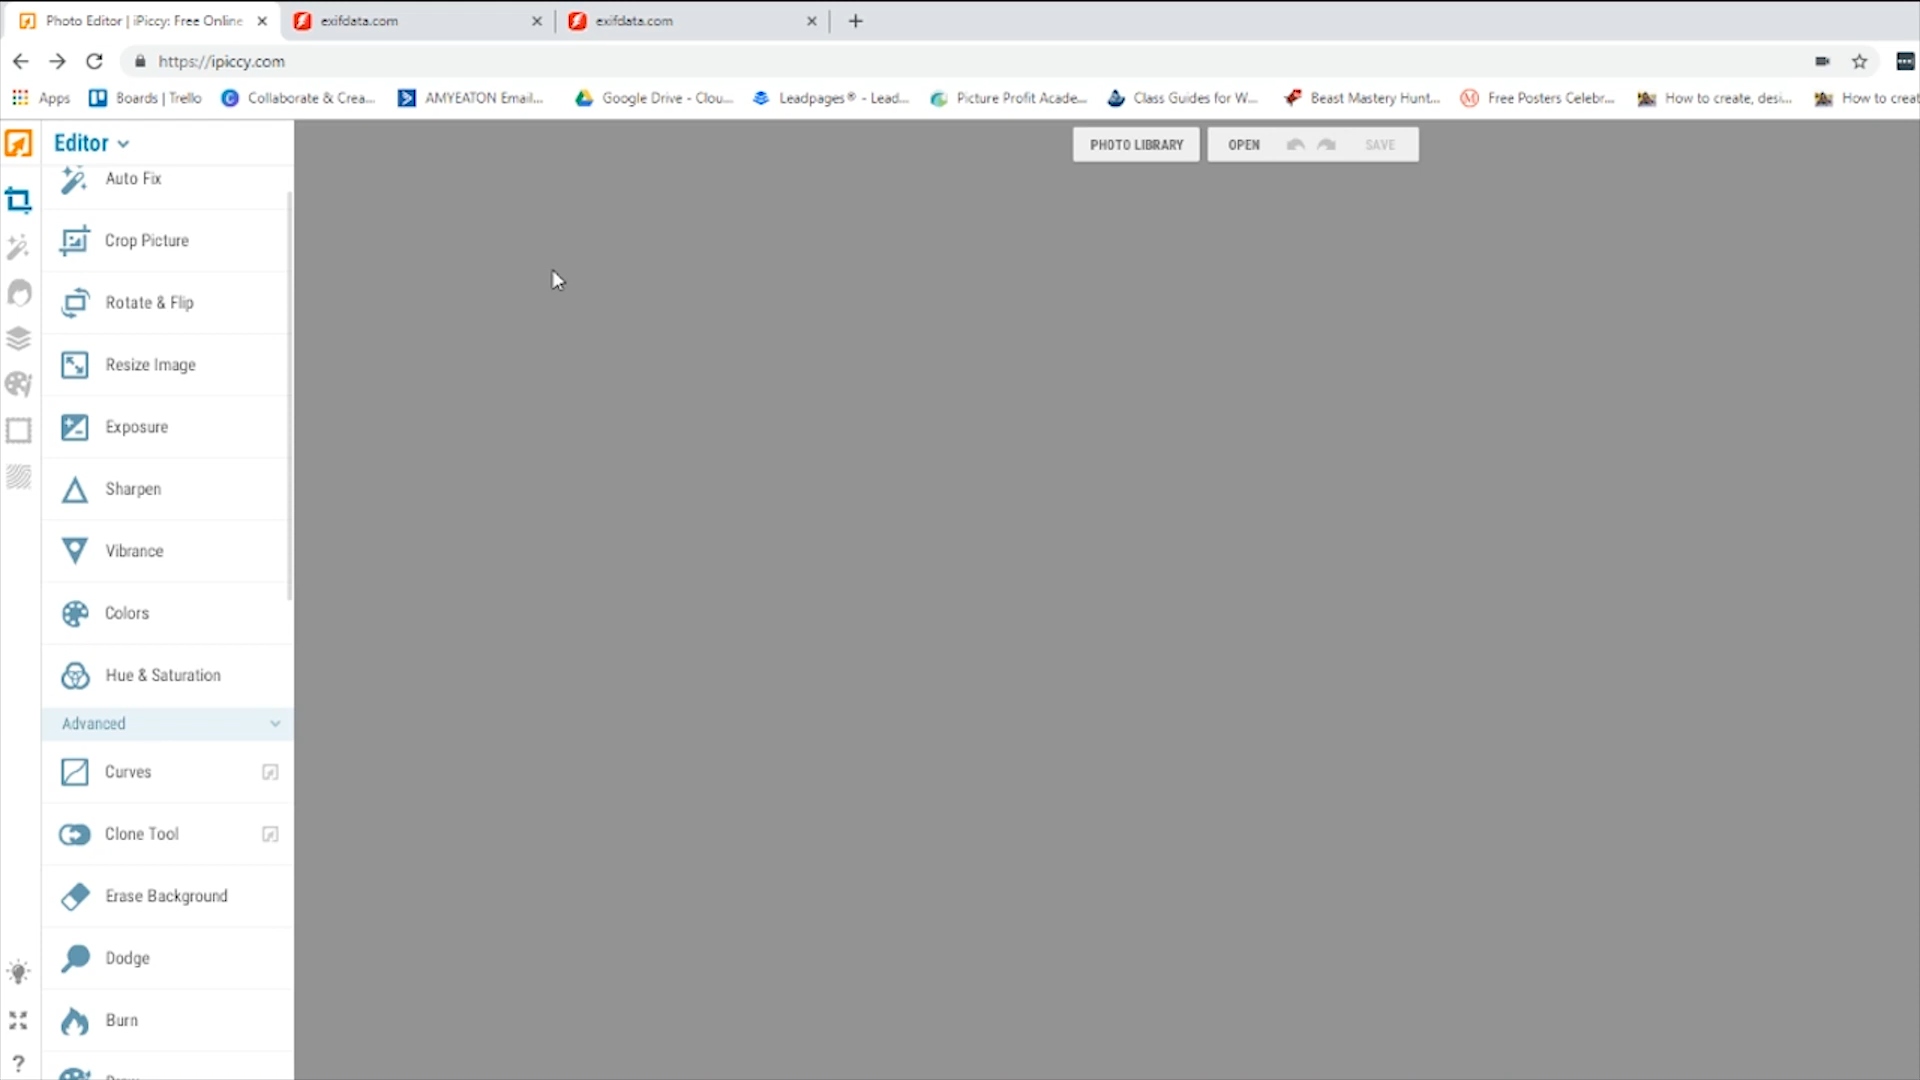 Photo Editor | iPiccy: Free Online
exifdata.com
exifdata.com
https://ipiccy.com
Apps
Boards | Trello
Collaborate & Crea...
AMYEATON Email...
Google Drive - Clou...
Leadpages® - Lead...
Picture Profit Acade...
Class Guides for W...
Beast Mastery Hunt...
Free Posters Celebr...
How to create, desi...
How to creat
Editor
PHOTO LIBRARY
OPEN
SAVE
Auto Fix
Crop Picture
Rotate & Flip
Resize Image
Exposure
Sharpen
Vibrance
Colors
Hue & Saturation
Advanced
Curves
Clone Tool
Erase Background
Dodge
Burn
?